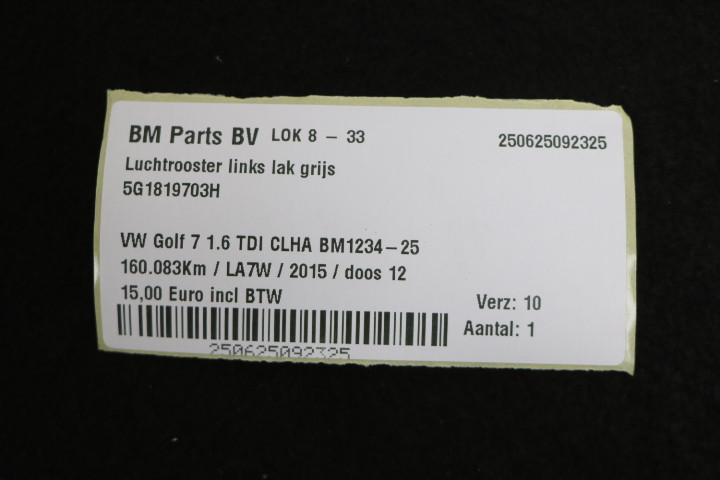 BM Parts BV LOK 8 - 33 250625092325
Luchtrooster links lak grijs
5G1819703H
VW Golf 7 1.6 TDI CLHA BM1234-25
160.083Km / LA7W / 2015 / doos 12
15,00 Euro incl BTW
Verz: 10
Aantal: 1
250625092325